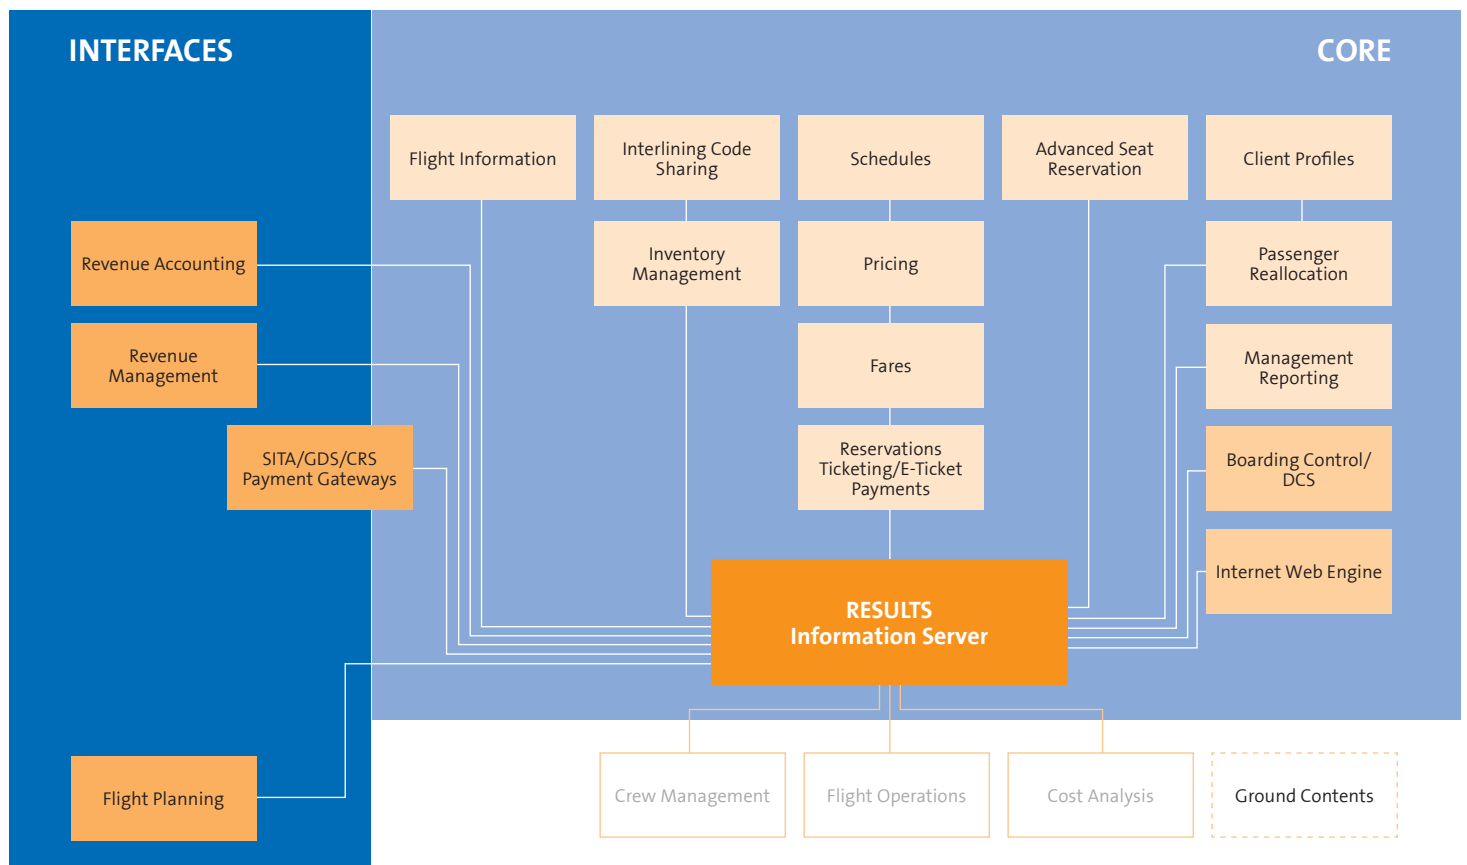 INTERFACES
CORE
Flight Information
Interlining Code
Sharing
Schedules
Advanced Seat
Reservation
Client Profiles
Revenue Accounting
Inventory
Management
Pricing
Passenger
Reallocation
Revenue
Management
Fares
Management
Reporting
SITA/GDS/CRS
Payment Gateways
Reservations
Ticketing/E-Ticket
Payments
Boarding Control/
DCS
Internet Web Engine
RESULTS
Information Server
Flight Planning
Crew Management
Flight Operations
Cost Analysis
Ground Contents